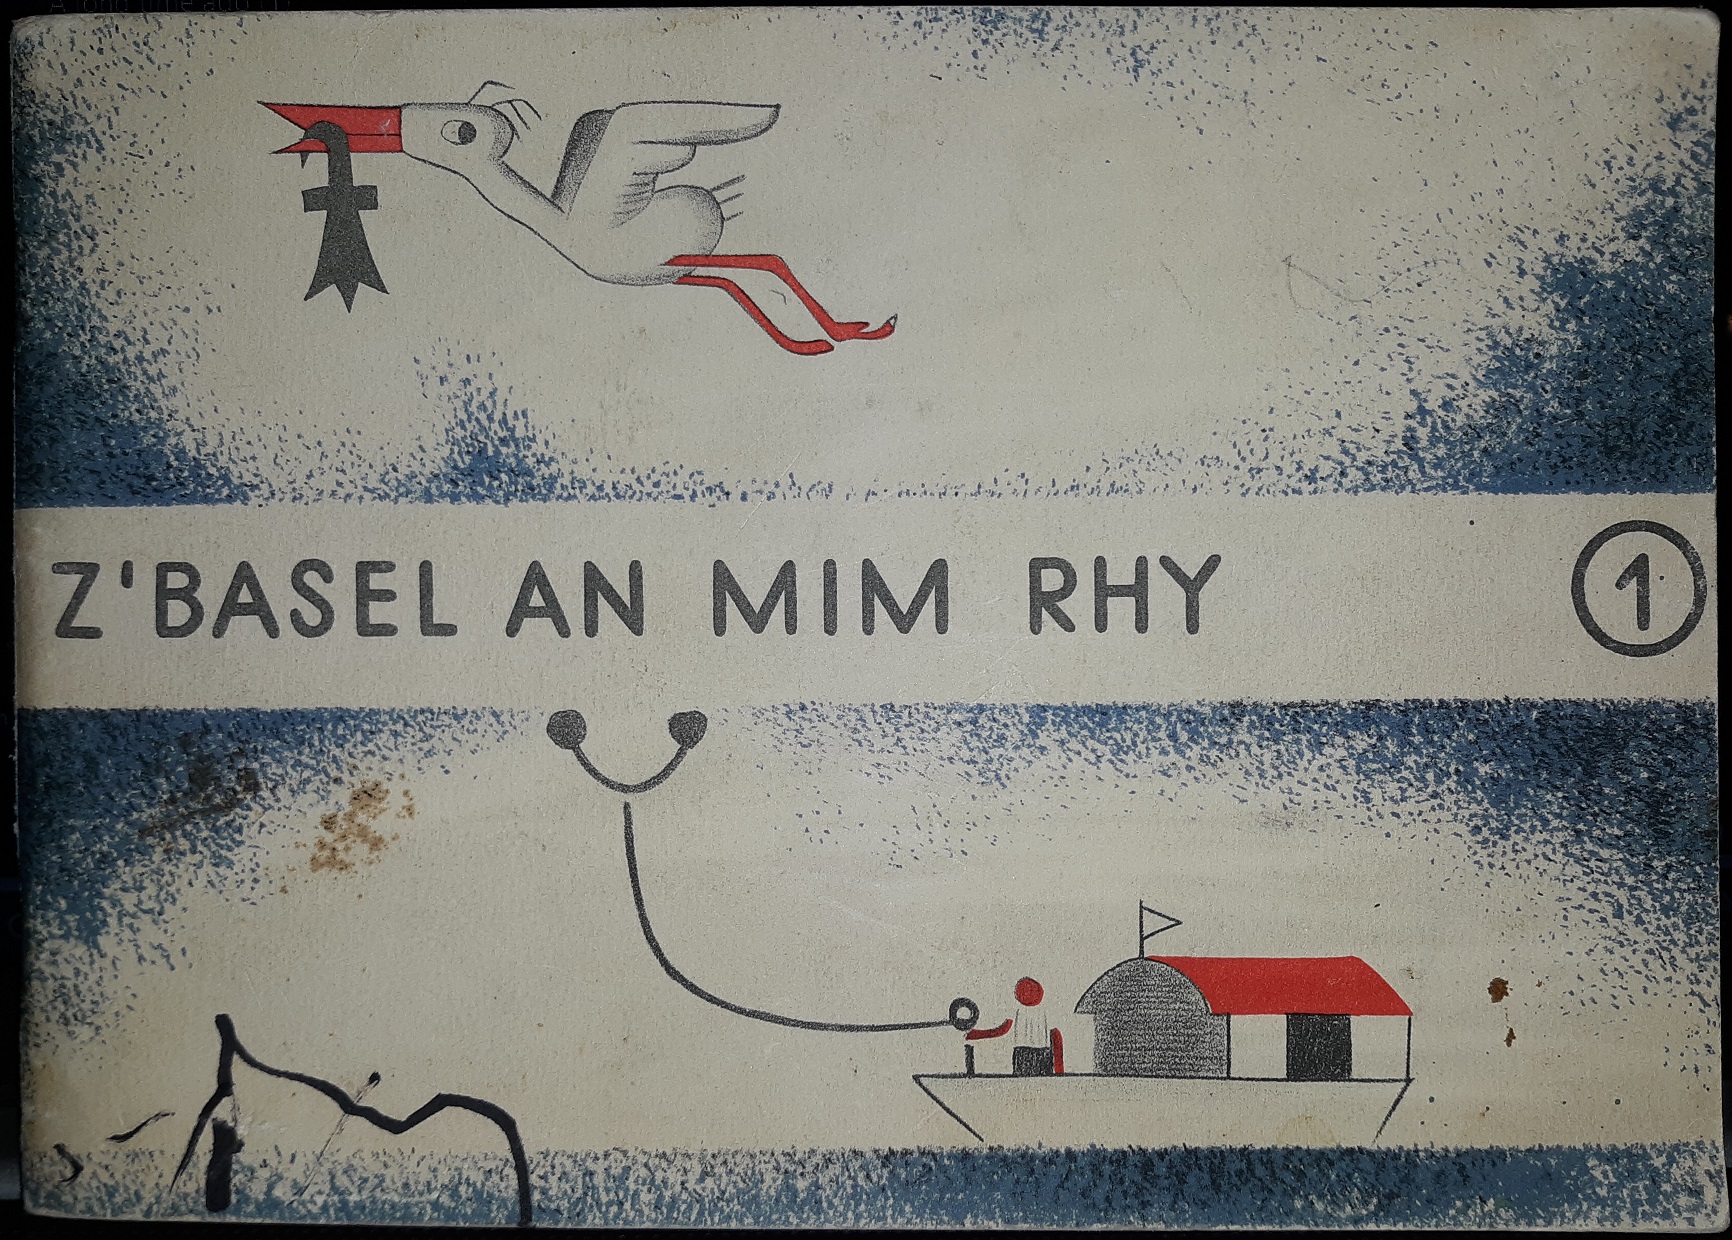 Z'BASEL AN MIM RHY
1